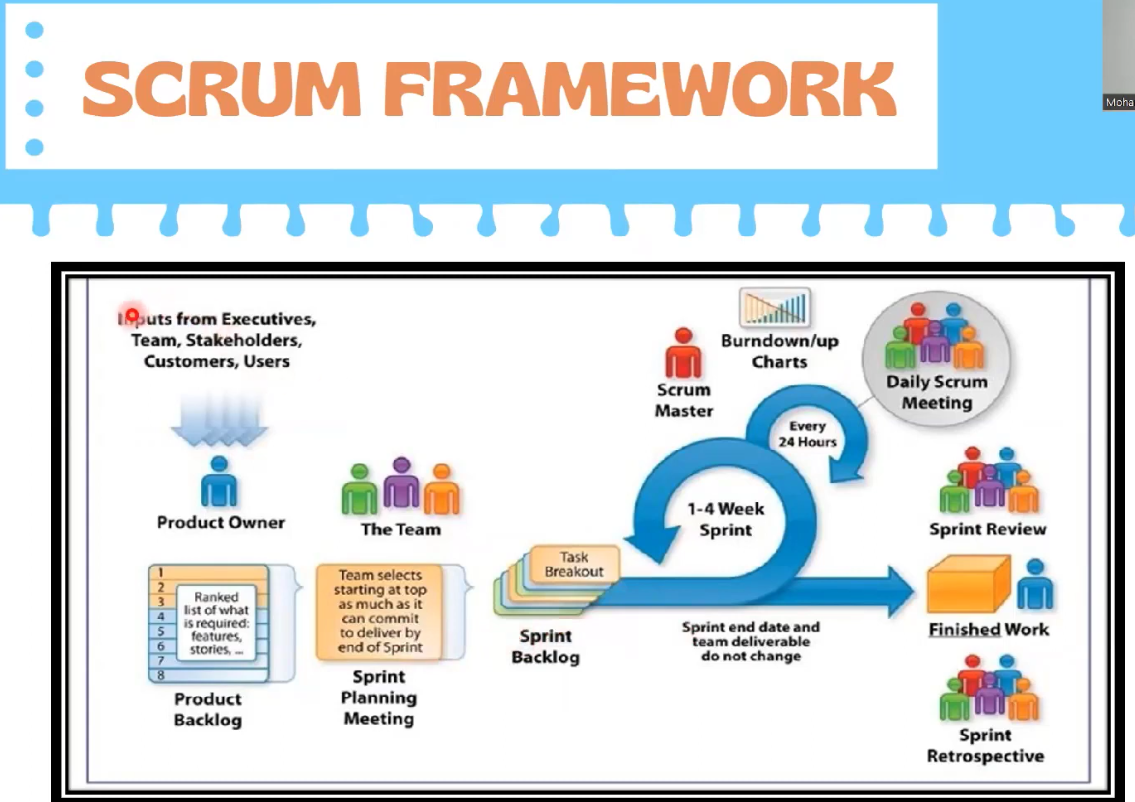 SCRUM FRAMEWORK
Moha
Inputs from Executives,
Team, Stakeholders,
Customers, Users
Product Owner
The Team
1
2
3
4
5
6
7
8
Ranked
list of what
is required:
features,
stories, ...
Product
Backlog
Team selects
starting at top
as much as it
can commit
to deliver by
end of Sprint
Sprint
Planning
Meeting
Task
Breakout
Sprint
Backlog
Scrum
Master
Burndown/up
Charts
Daily Scrum
Meeting
Every
24 Hours
1-4 Week
Sprint
Sprint end date and
team deliverable
do not change
Sprint Review
Finished Work
Sprint
Retrospective